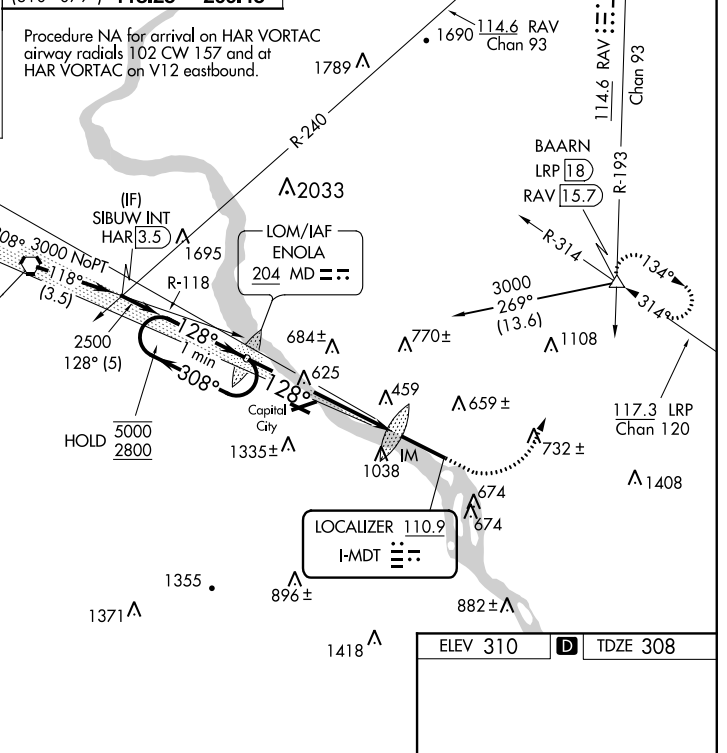 118.25
Procedure NA for arrival on HAR VORTAC
airway radials 102 CW 157 and at
HAR VORTAC on V12 eastbound.
1789
1690
114.6 RAV
Chan 93
114.6 RAV
Chan 93
R-240
R-193
2033
BAARN
LRP 18
RAV 15.7
(IF)
SIBUW INT
HAR 3.5
1695
LOM/IAF
ENOLA
204 MD
R-314
3000 NoPT
118°
(3.5)
R-118
3000
269°
(13.6)
134°
314°
2500
128° (5)
128°
1 min
308°
684±
770±
1108
625
128°
459
659 ±
Capital
City
117.3 LRP
Chan 120
HOLD 5000
2800
1335±
1038
IM
732 ±
1408
674
674
LOCALIZER 110.9
I-MDT
1355
896 ±
1371
882 ±
1418
ELEV 310
D
TDZE 308